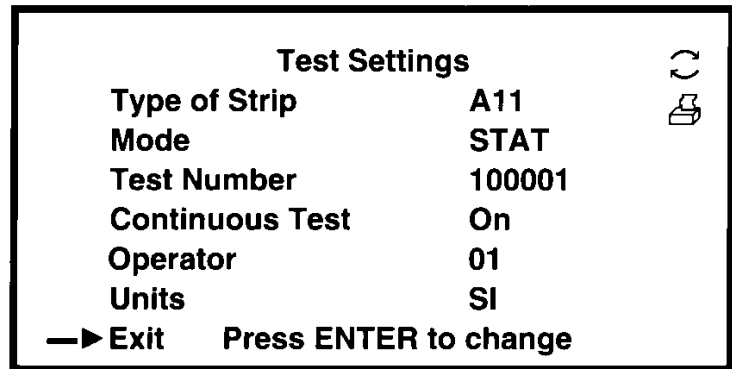 Test Settings
Type of Strip A11
Mode STAT
Test Number 100001
Continuous Test On
Operator 01
Units SI
Exit Press ENTER to change